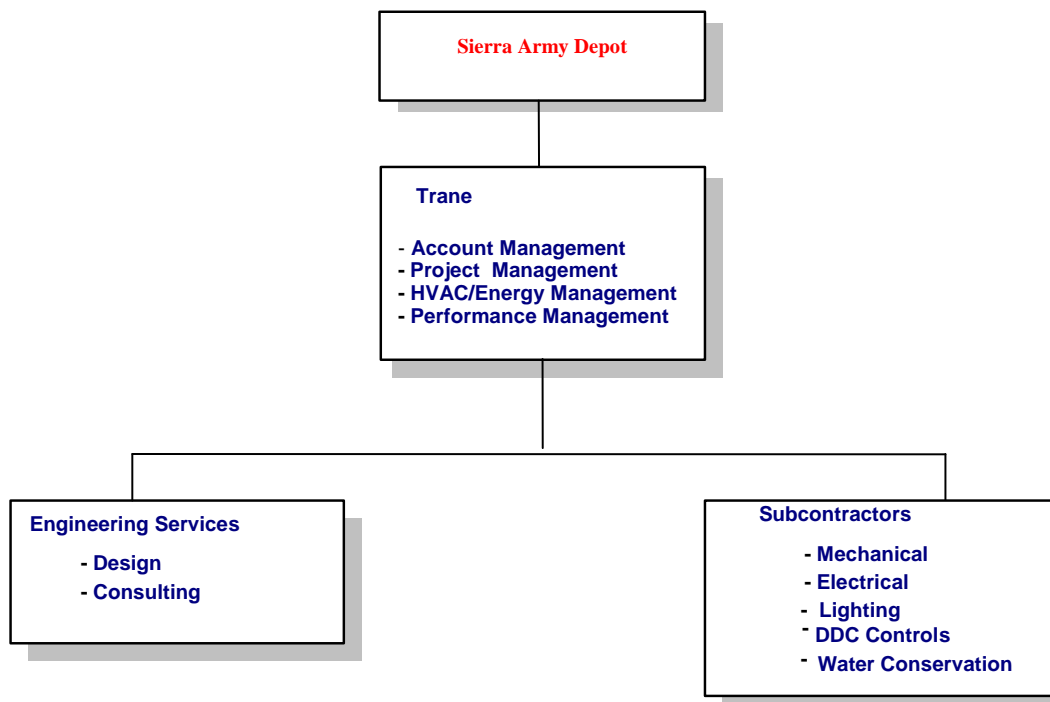 Sierra Army Depot
Trane
- Account Management
- Project Management
- HVAC/Energy Management
- Performance Management
Engineering Services
- Design
- Consulting
Subcontractors
- Mechanical
- Electrical
- Lighting
- DDC Controls
- Water Conservation